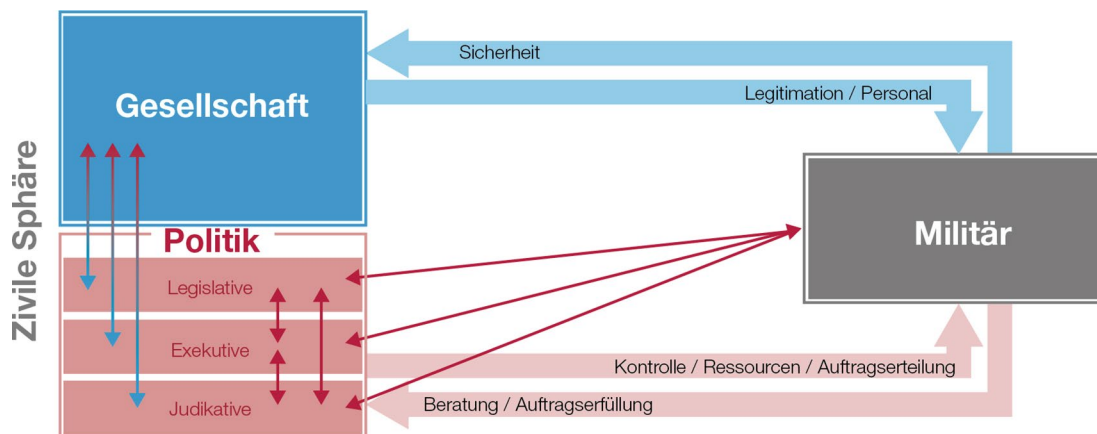 Zivile Sphäre
Gesellschaft
Sicherheit
Legitimation / Personal
Militär
Politik
Legislative
Exekutive
Judikative
Kontrolle / Ressourcen / Auftragserteilung
Beratung / Auftragserfüllung